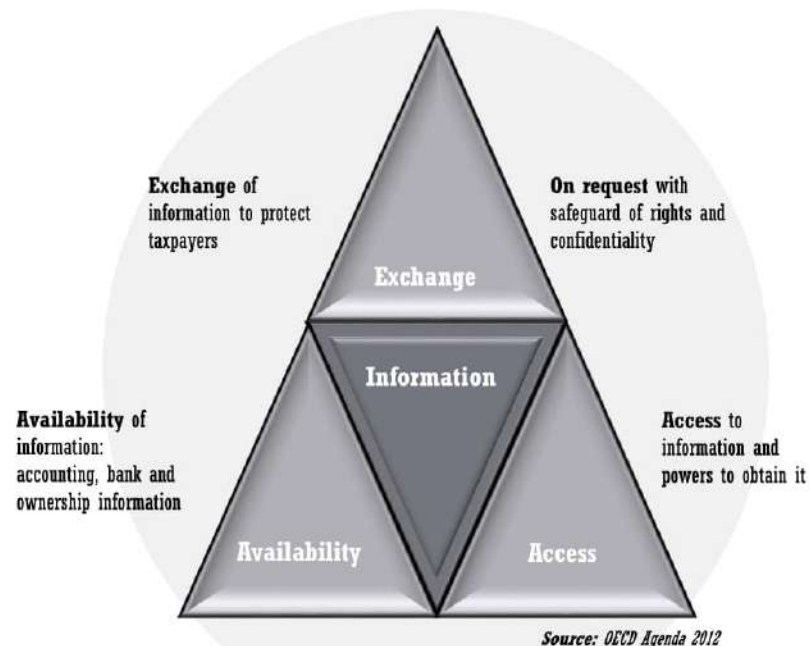 Exchange of
information to protect
taxpayers
On request with
safeguard of rights and
confidentiality
Exchange
Information
Availability of
information:
accounting, bank and
ownership information
Access to
information and
powers to obtain it
Availability
Access
Source: OECD Agenda 2012